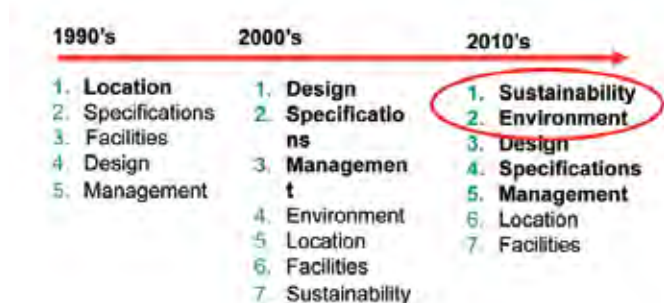 1990's
2000's
2010's
1. Location
2. Specifications
3. Facilities
4. Design
5. Management
1. Design
2. Specificatio
ns
3. Managemen
t
4. Environment
5. Location
6. Facilities
7. Sustainability
1. Sustainability
2. Environment
3. Design
4. Specifications
5. Management
6. Location
7. Facilities